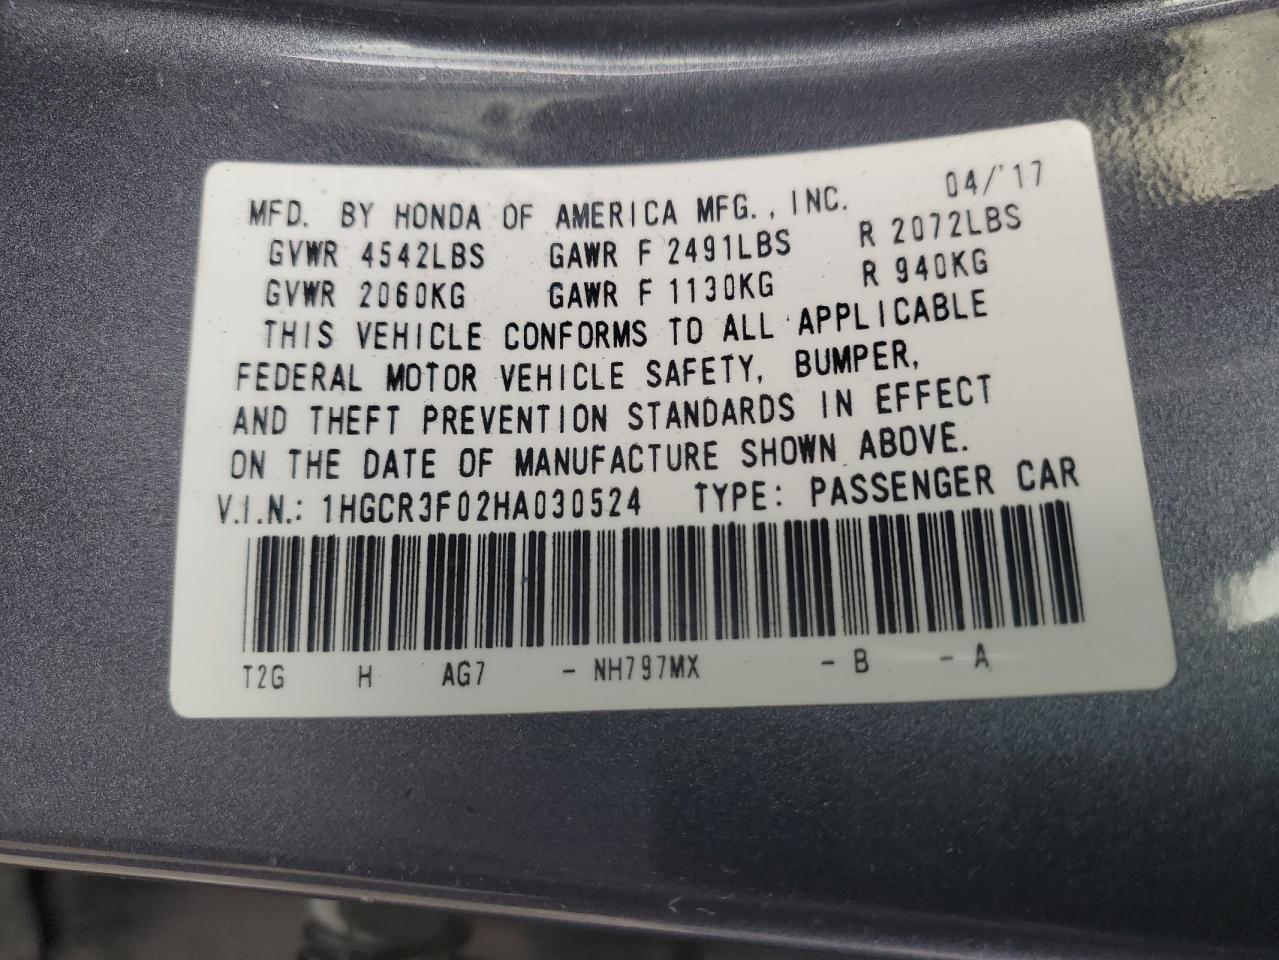 MFD. BY HONDA OF AMERICA MFG., INC. 04/'17
GVWR 4542LBS GAWR F 2491LBS R 2072LBS
GVWR 2060KG GAWR F 1130KG R 940KG
THIS VEHICLE CONFORMS TO ALL APPLICABLE
FEDERAL MOTOR VEHICLE SAFETY, BUMPER,
AND THEFT PREVENTION STANDARDS IN EFFECT
ON THE DATE OF MANUFACTURE SHOWN ABOVE.
V.I.N.: 1HGCR3F02HA030524 TYPE: PASSENGER CAR
T2G H AG7 - NH797MX - B - A